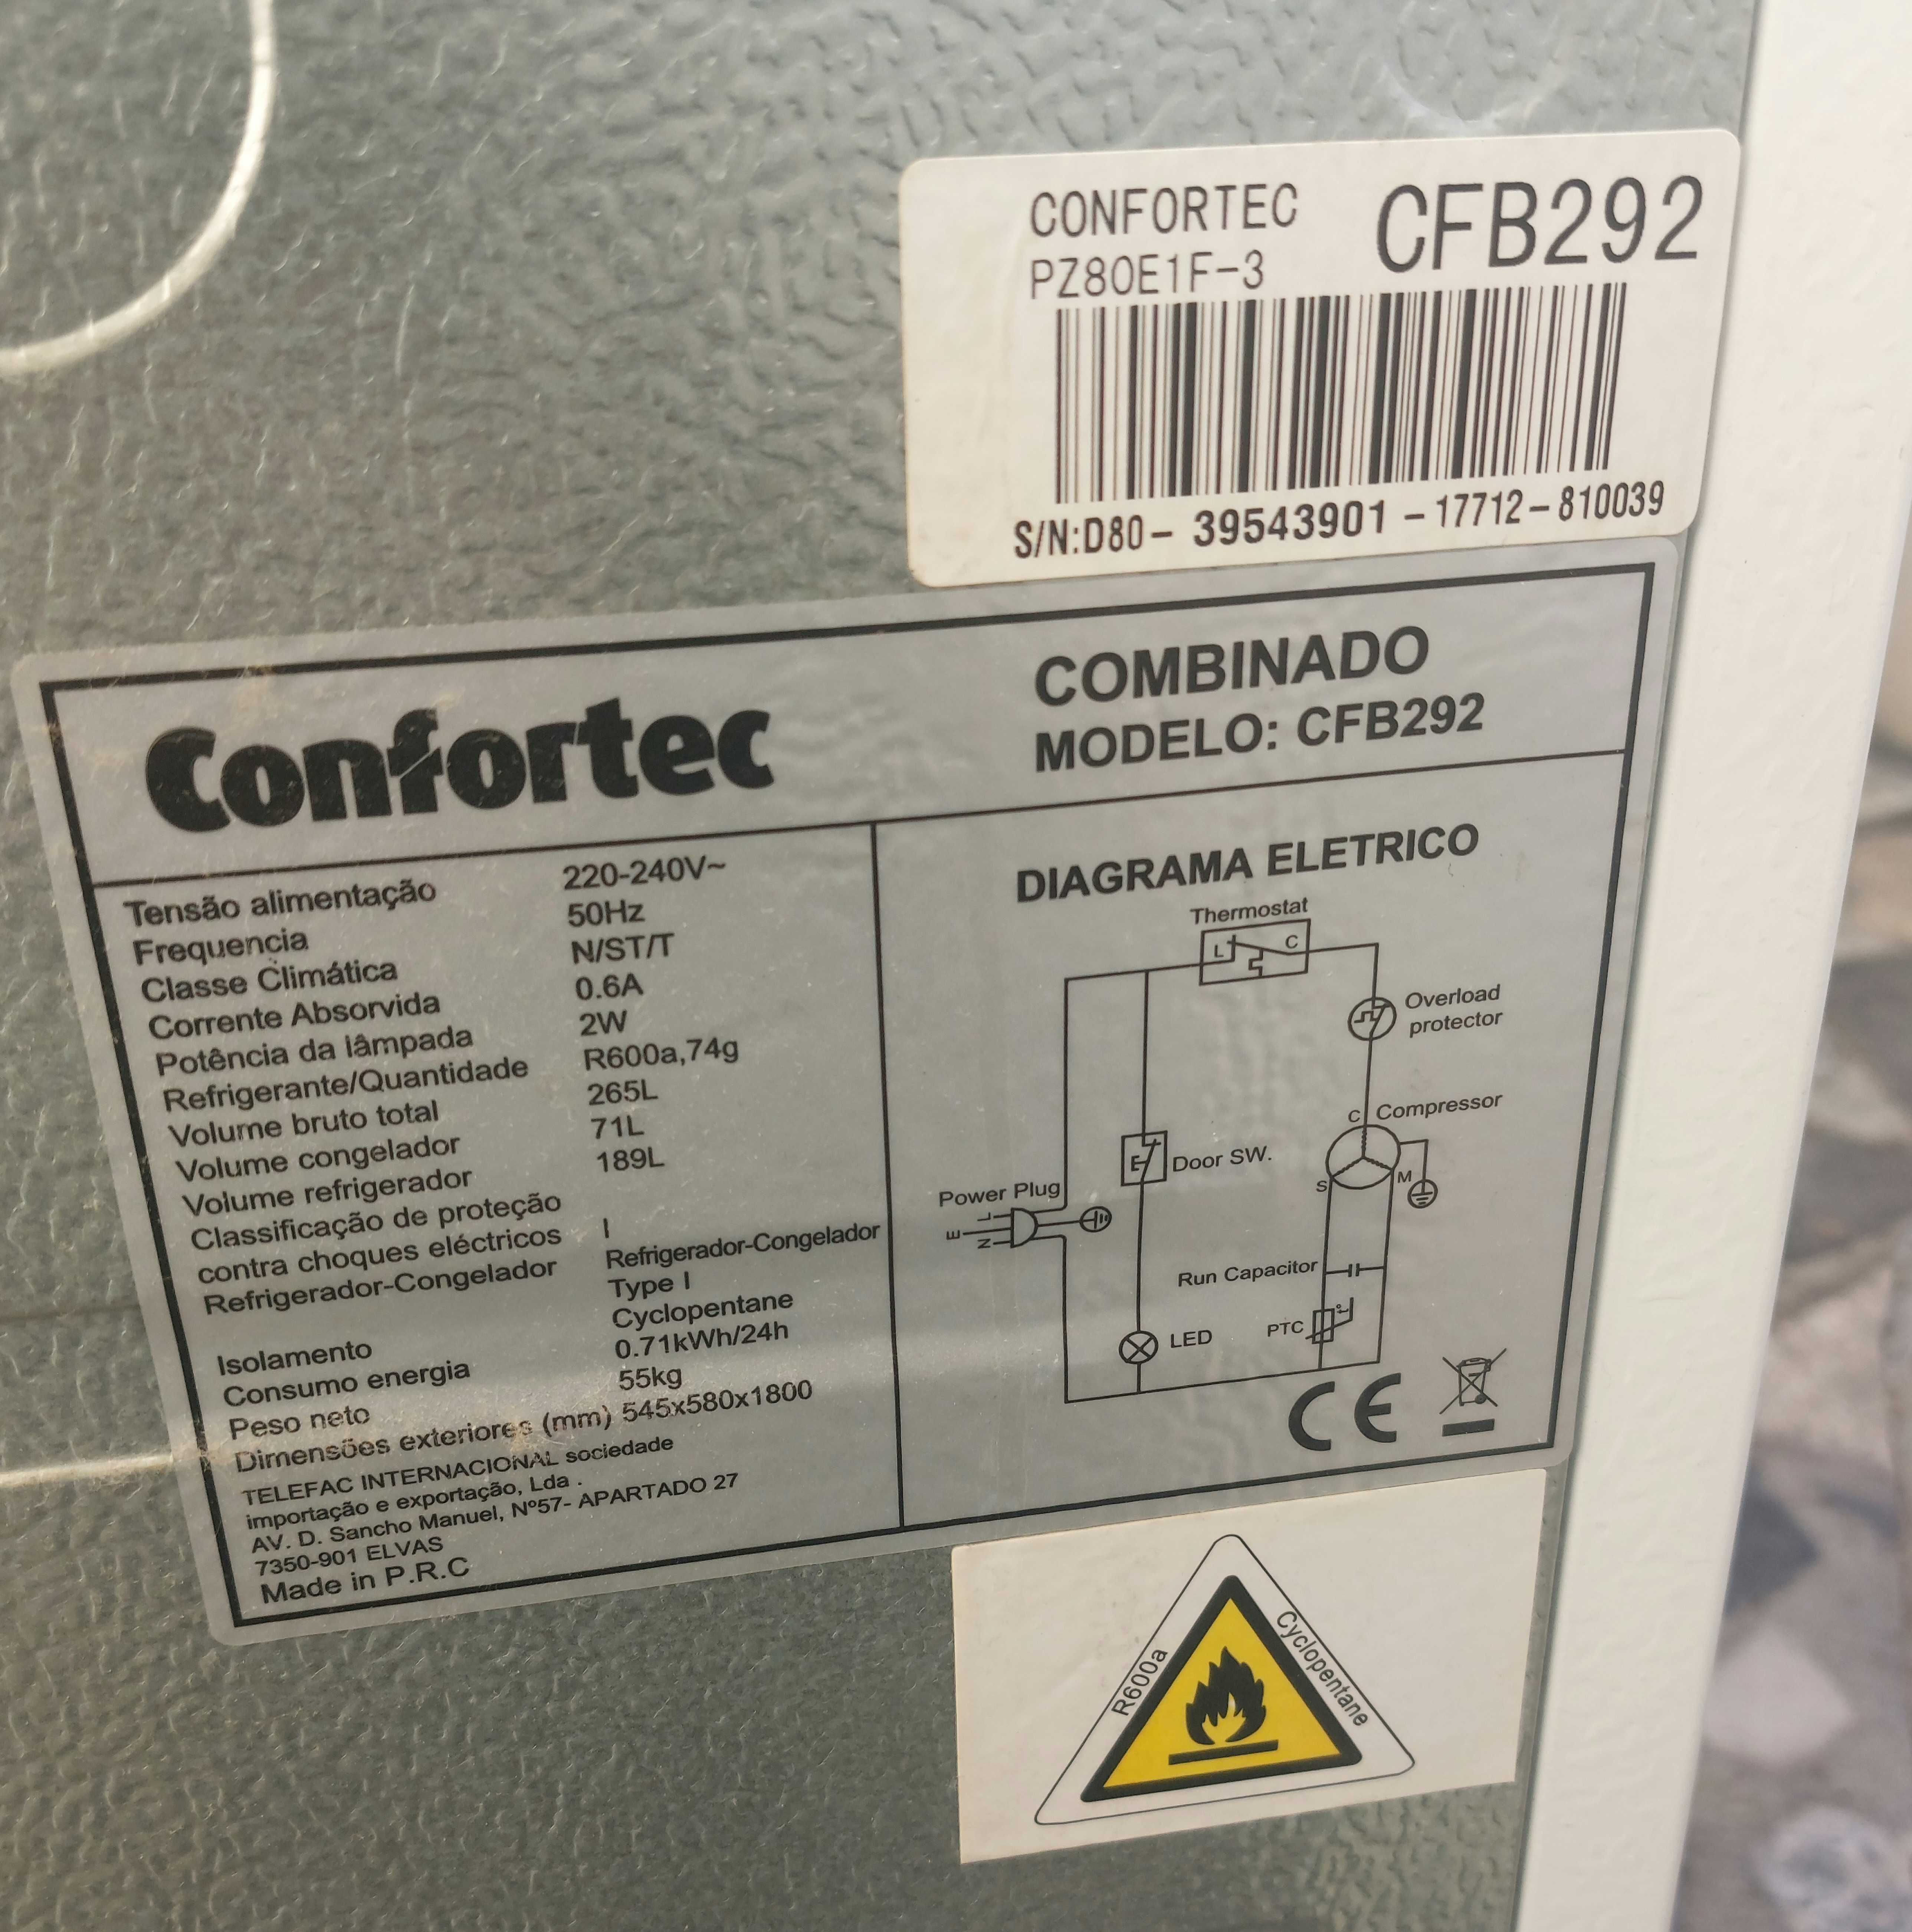 CONFORTEC CFB292
PZ80E1F-3
S/N:D80- 39543901 -17712-810039
Confortec
COMBINADO
MODELO: CFB292
Tensão alimentação 220-240V~
Frequencia 50Hz
Classe Climática N/ST/T
Corrente Absorvida 0.6A
Potência da lâmpada 2W
Refrigerante/Quantidade R600a,74g
Volume bruto total 265L
Volume congelador 71L
Volume refrigerador 189L
Classificação de proteção
contra choques eléctricos I
Refrigerador-Congelador Refrigerador-Congelador
Type I
Isolamento Cyclopentane
Consumo energia 0.71kWh/24h
Peso neto 55kg
Dimensões exteriores (mm) 545x580x1800
TELEFAC INTERNACIONAL sociedade
importação e exportação, Lda .
AV. D. Sancho Manuel, Nº57- APARTADO 27
7350-901 ELVAS
Made in P.R.C
DIAGRAMA ELETRICO
Thermostat
L C
Overload
protector
C Compressor
S M
Door SW.
Power Plug
L
E
N
Run Capacitor
LED
PTC
CE
R600a
Cyclopentane